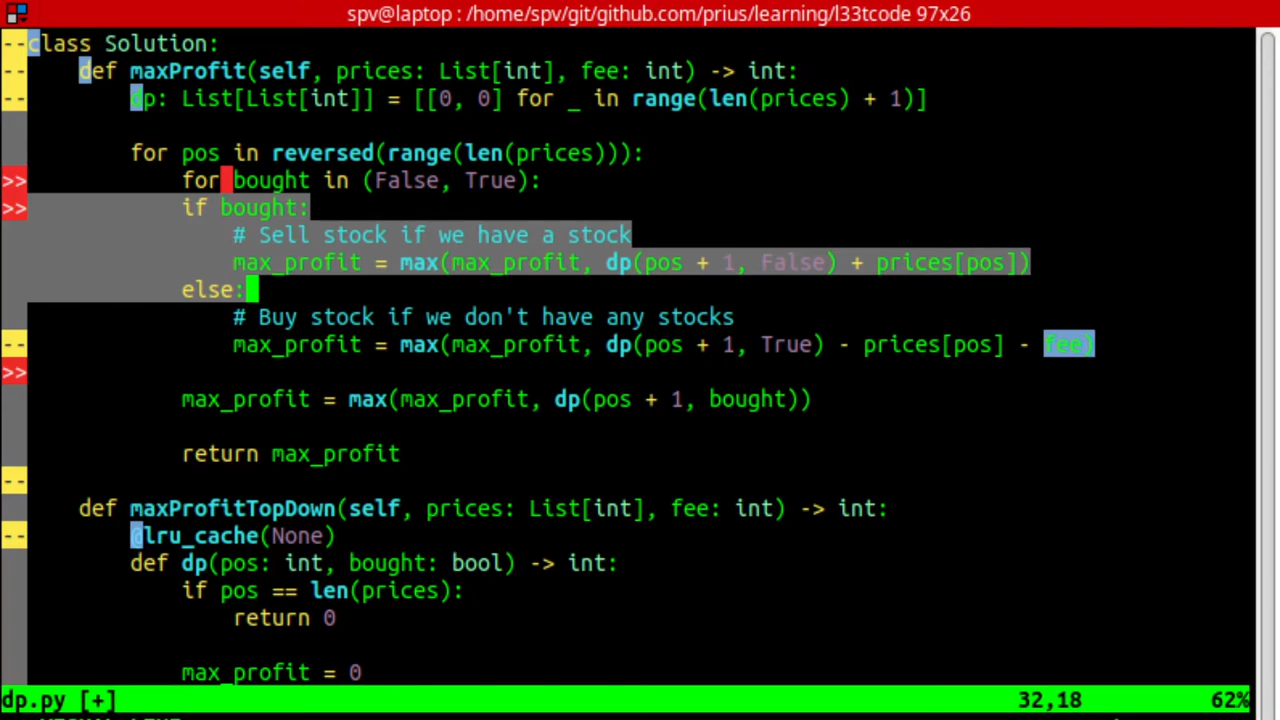 spv@laptop : /home/spv/git/github.com/prius/learning/l33tcode 97x26
-- class Solution:
-- def maxProfit(self, prices: List[int], fee: int) -> int:
-- dp: List[List[int]] = [[0, 0] for _ in range(len(prices) + 1)]
for pos in reversed(range(len(prices))):
>> for bought in (False, True):
>> if bought:
# Sell stock if we have a stock
max_profit = max(max_profit, dp(pos + 1, False) + prices[pos])
else:
# Buy stock if we don't have any stocks
-- max_profit = max(max_profit, dp(pos + 1, True) - prices[pos] - fee)
>>
max_profit = max(max_profit, dp(pos + 1, bought))
return max_profit
--
def maxProfitTopDown(self, prices: List[int], fee: int) -> int:
-- @lru_cache(None)
def dp(pos: int, bought: bool) -> int:
if pos == len(prices):
return 0
max_profit = 0
dp.py [+] 32,18 62%